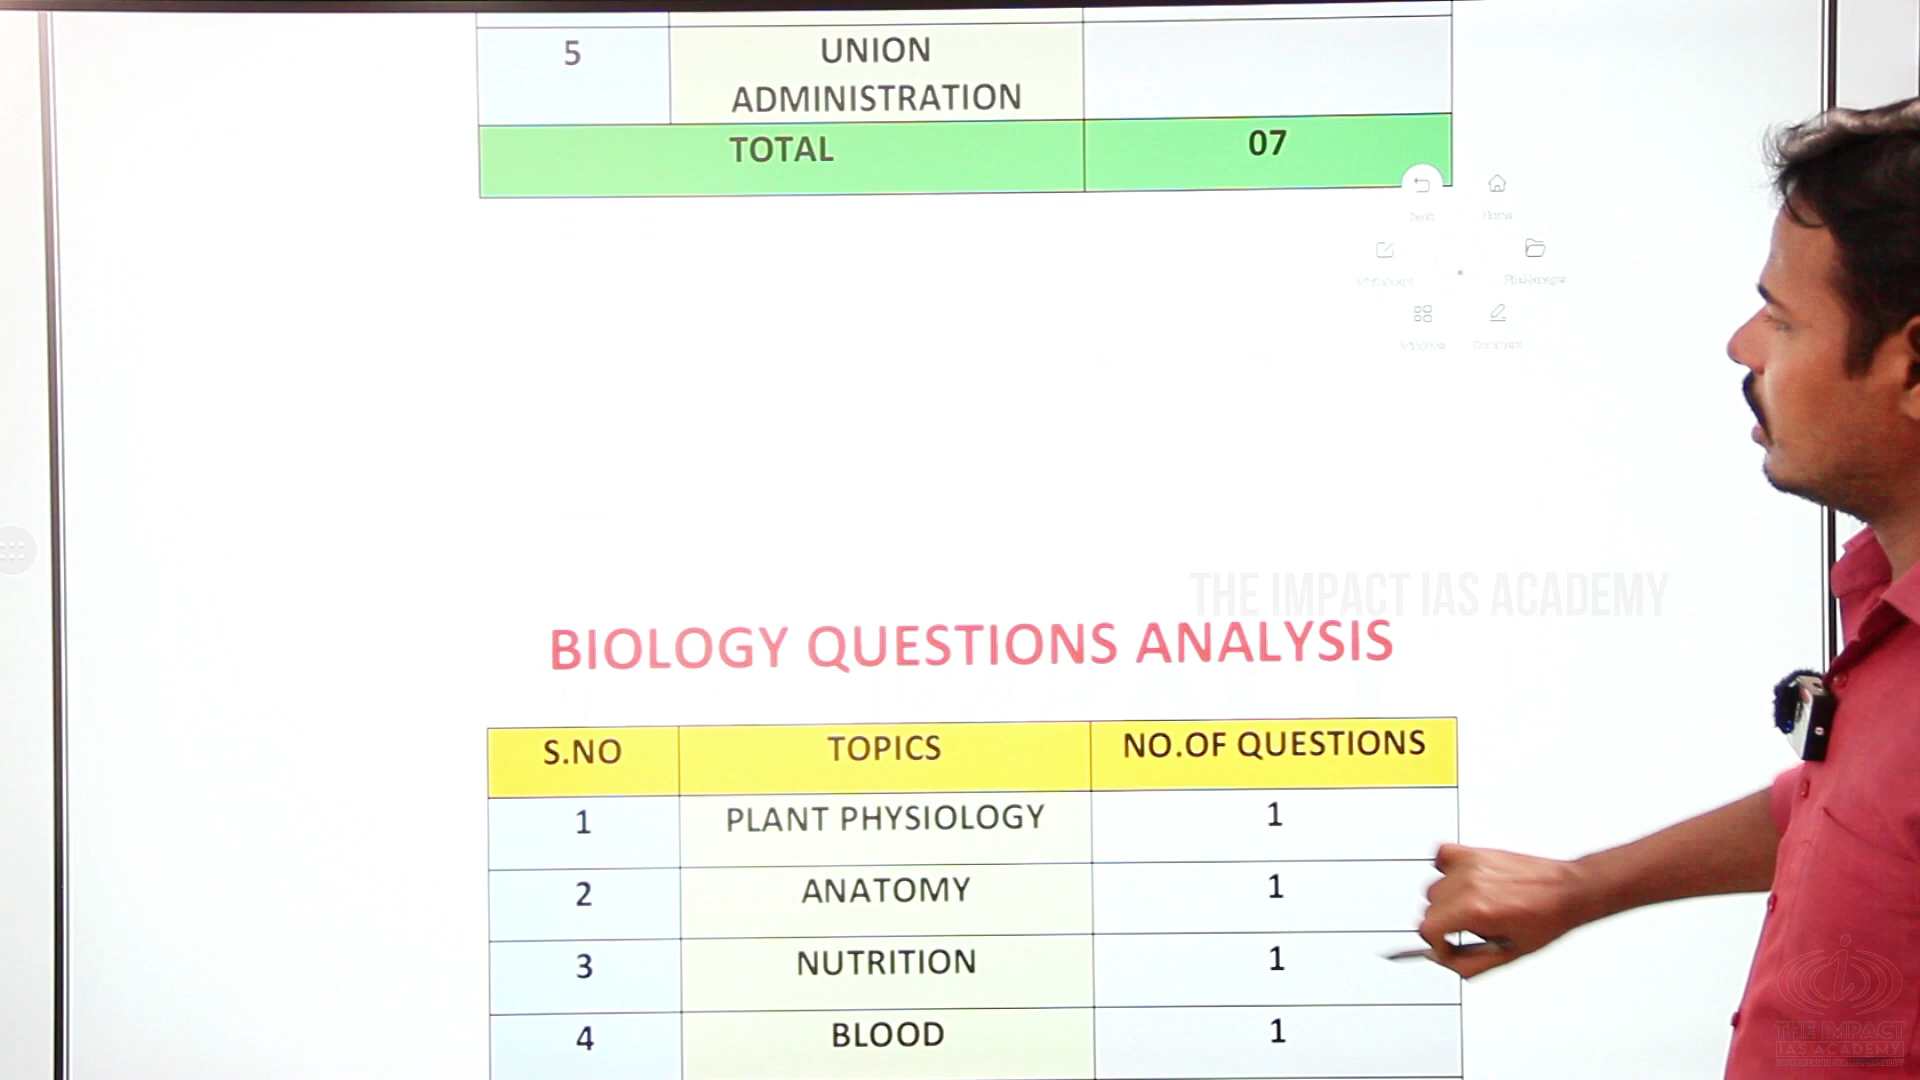 5 UNION
ADMINISTRATION
TOTAL 07
Home
THE IMPACT IAS ACADEMY
BIOLOGY QUESTIONS ANALYSIS
S.NO TOPICS NO.OF QUESTIONS
1 PLANT PHYSIOLOGY 1
2 ANATOMY 1
3 NUTRITION 1
4 BLOOD 1
THE IMPACT
IAS ACADEMY